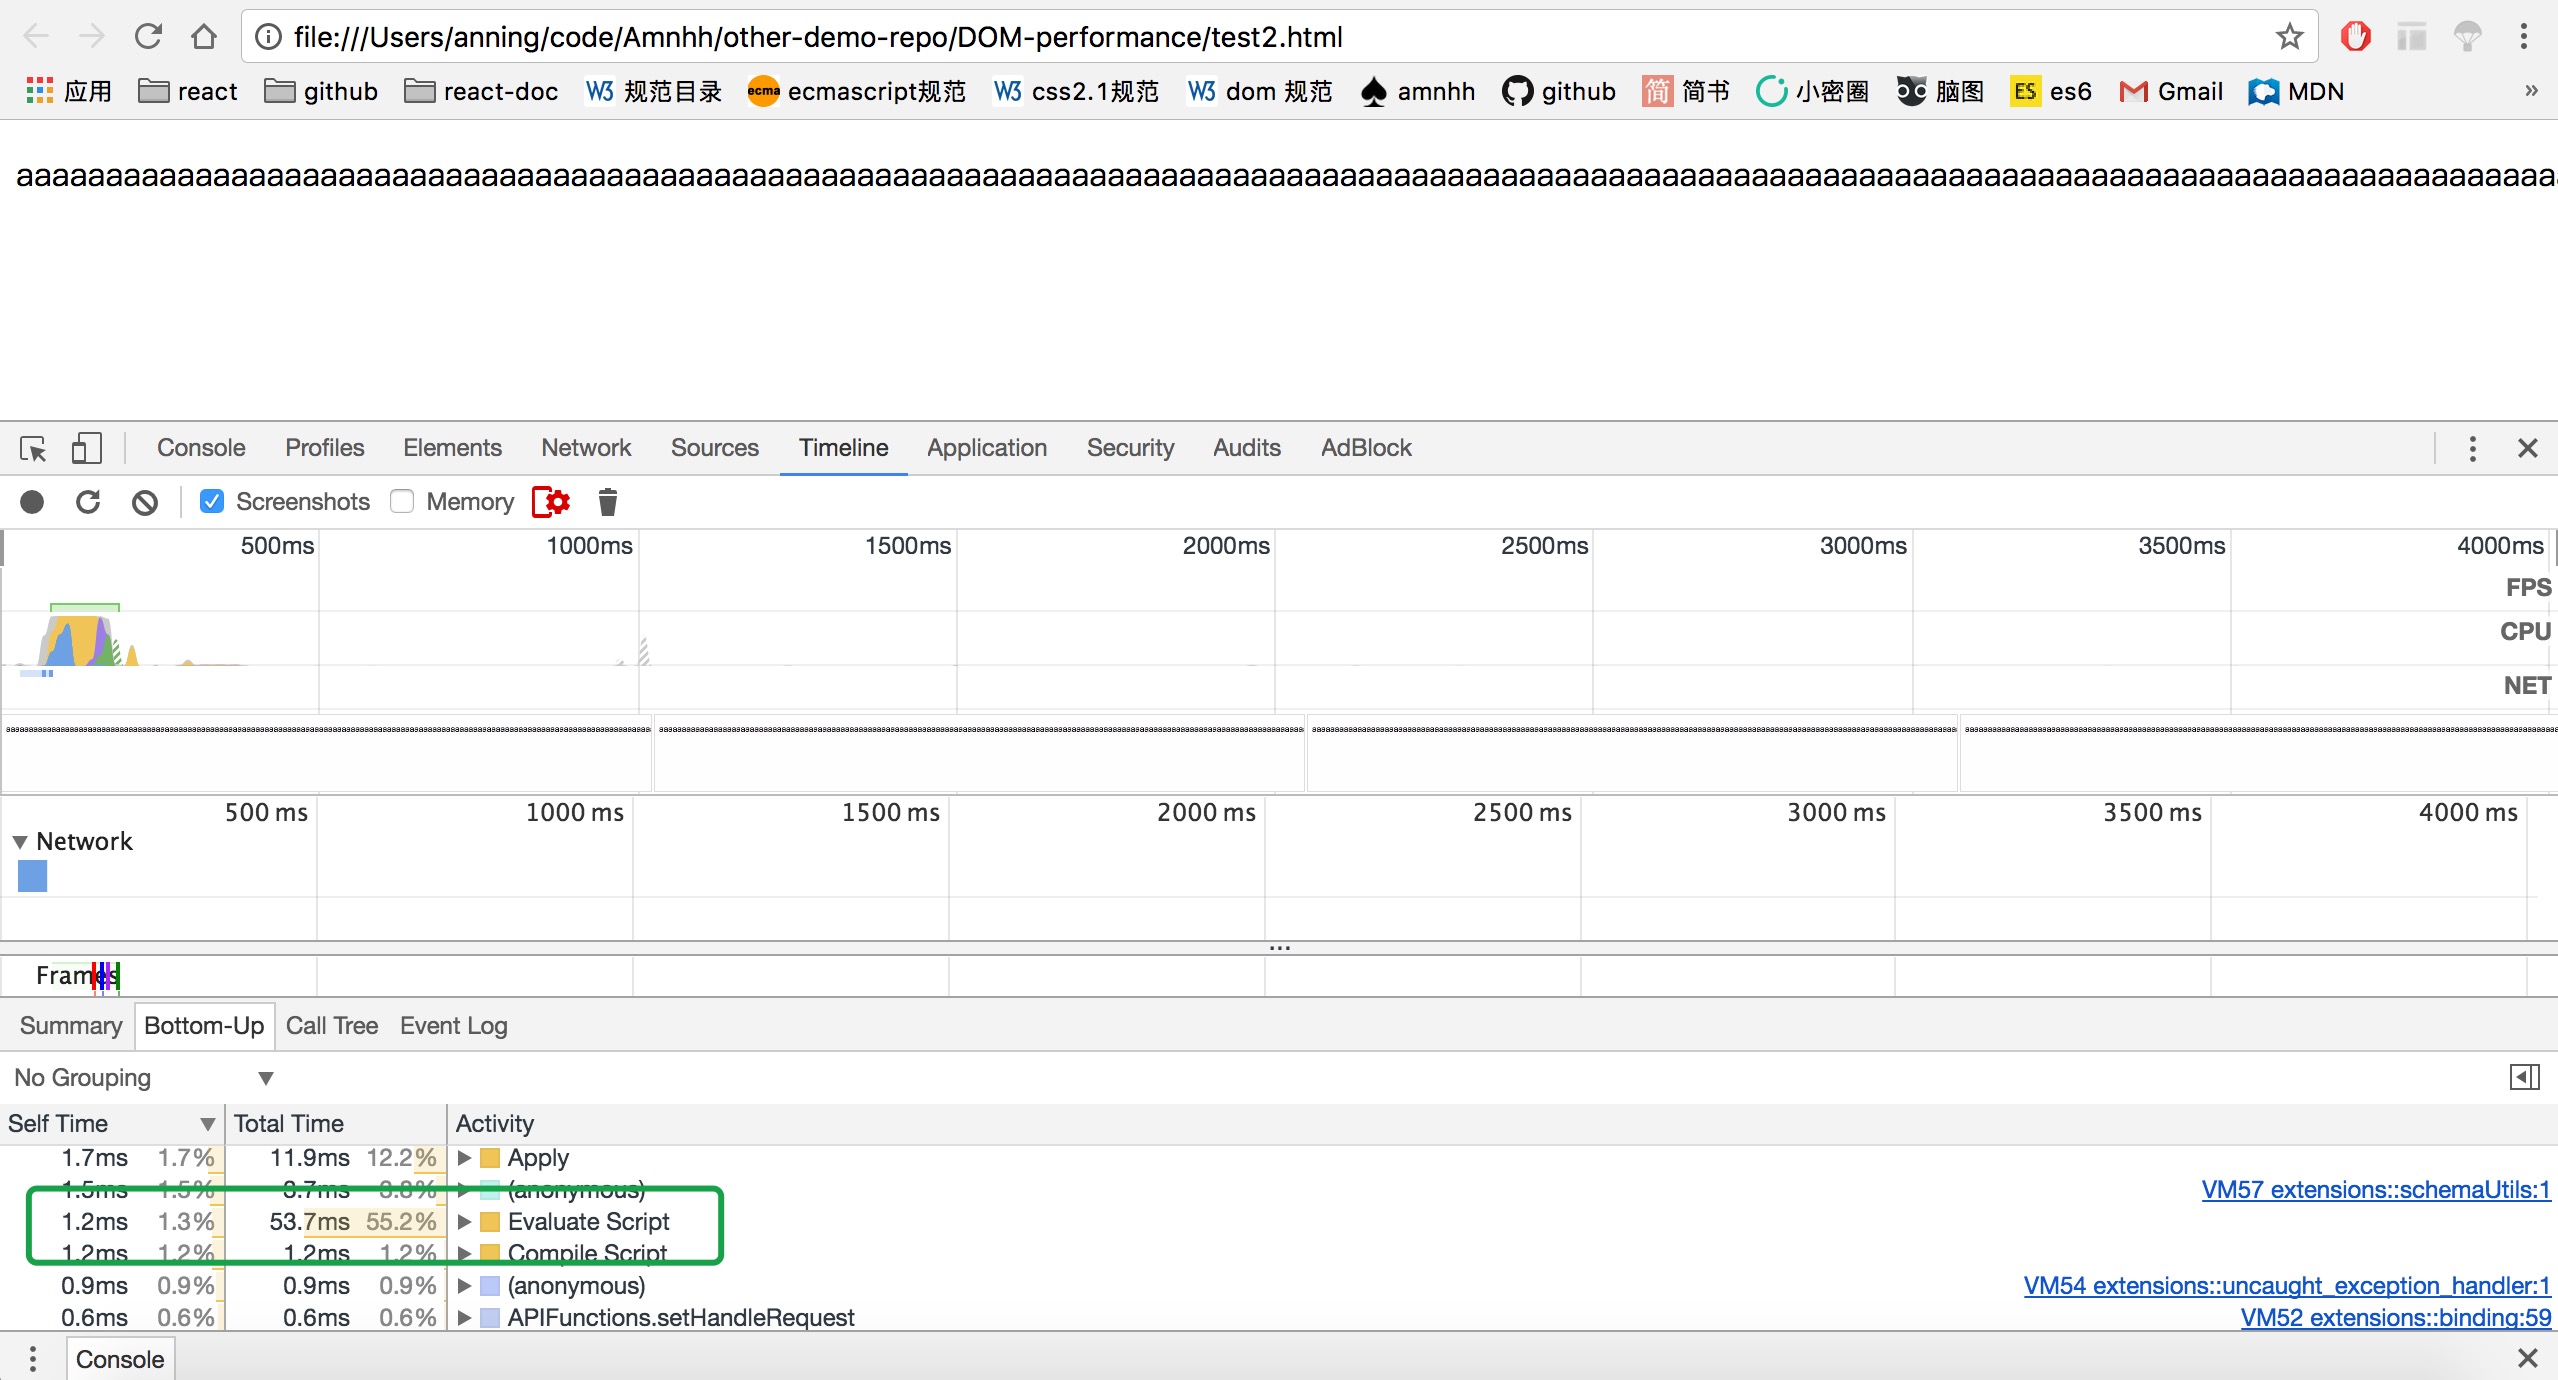 file:///Users/anning/code/Amnhh/other-demo-repo/DOM-performance/test2.html
应用 react github react-doc W3 规范目录 ecma ecmascript规范 W3 css2.1规范 W3 dom 规范 amnhh github 简 简书 小密圈 脑图 ES es6 Gmail MDN »
Console Profiles Elements Network Sources Timeline Application Security Audits AdBlock
Screenshots Memory
500ms 1000ms 1500ms 2000ms 2500ms 3000ms 3500ms 4000ms
FPS
CPU
NET
500 ms 1000 ms 1500 ms 2000 ms 2500 ms 3000 ms 3500 ms 4000 ms
Network
...
Frames
Summary Bottom-Up Call Tree Event Log
No Grouping
Self Time Total Time Activity
1.7ms 1.7% 11.9ms 12.2% Apply
1.5ms 1.5% 3.7ms 3.8% (anonymous) VM57 extensions::schemaUtils:1
1.2ms 1.3% 53.7ms 55.2% Evaluate Script
1.2ms 1.2% 1.2ms 1.2% Compile Script
0.9ms 0.9% 0.9ms 0.9% (anonymous) VM54 extensions::uncaught_exception_handler:1
0.6ms 0.6% 0.6ms 0.6% APIFunctions.setHandleRequest VM52 extensions::binding:59
Console